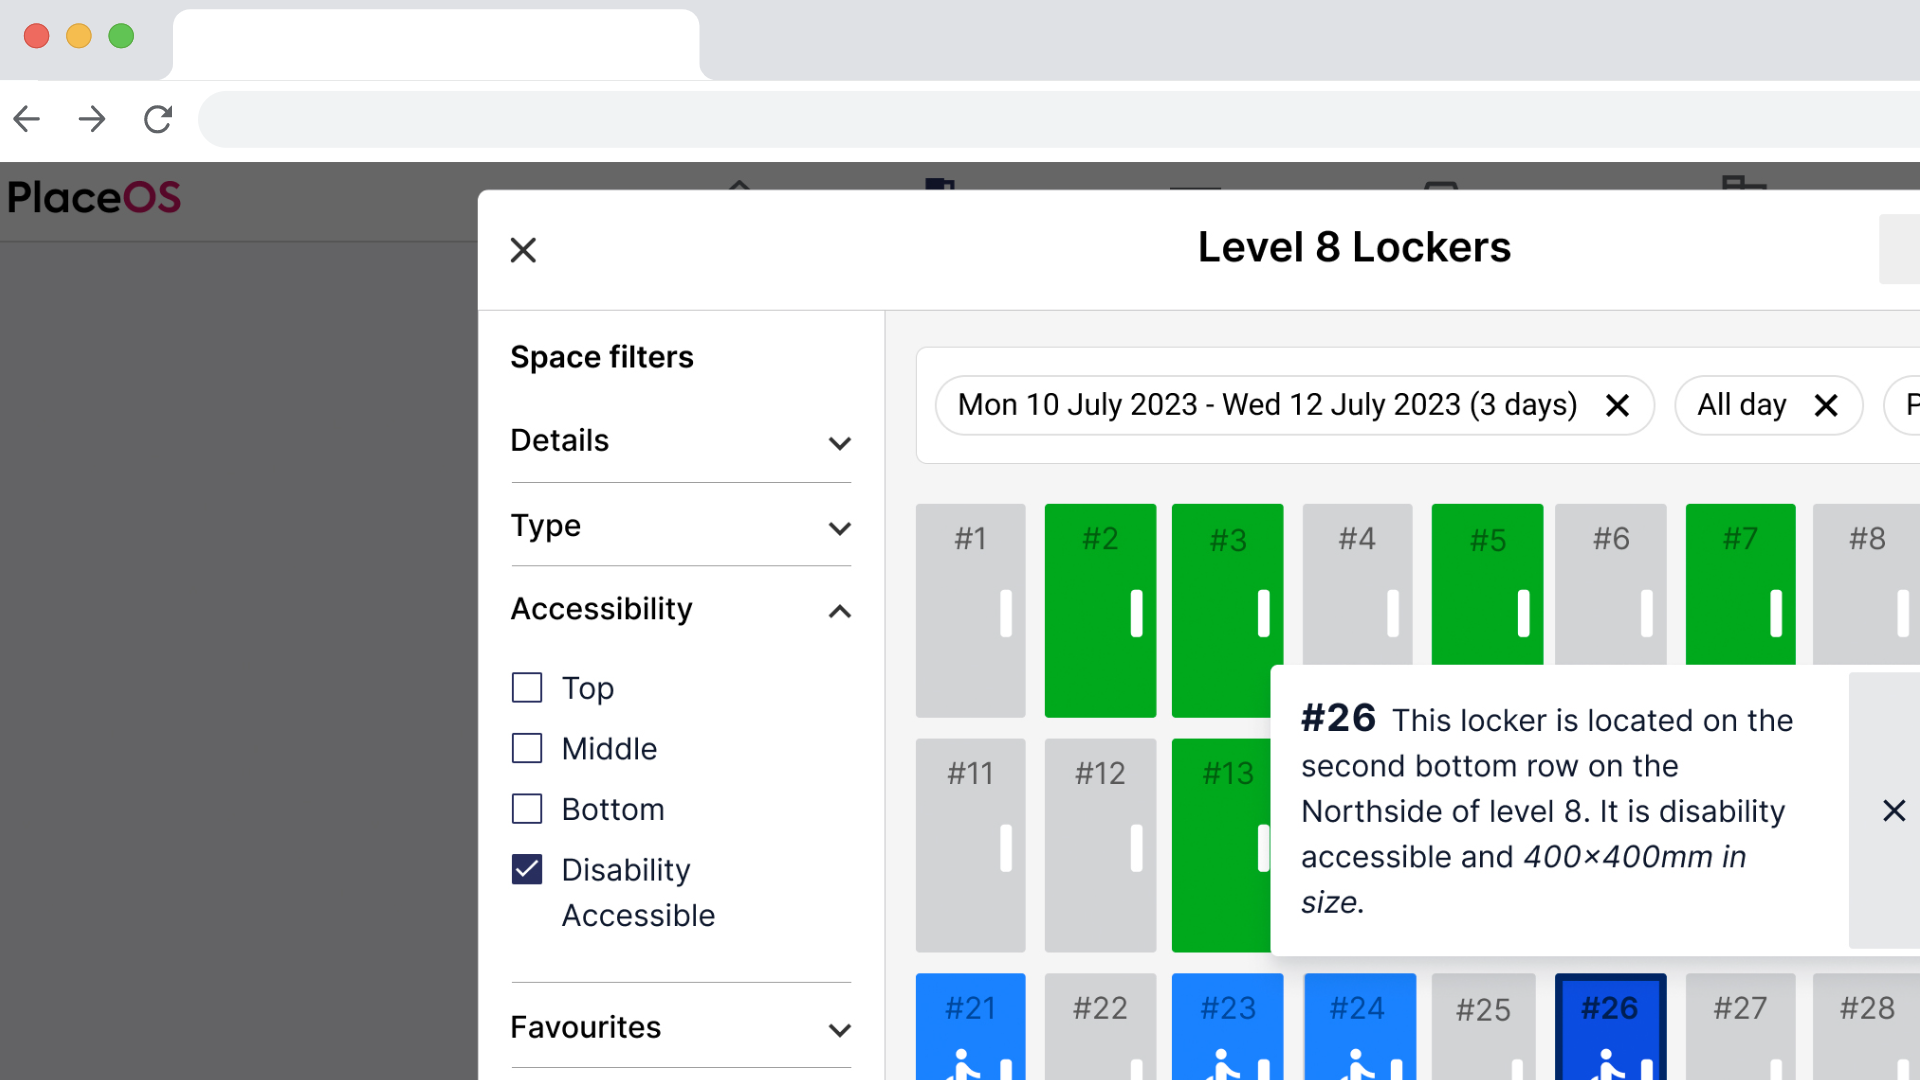 PlaceOS
Level 8 Lockers
Space filters
Details
Type
Accessibility
Top
Middle
Bottom
Disability
Accessible
Favourites
Mon 10 July 2023 - Wed 12 July 2023 (3 days)
All day
#1
#2
#3
#4
#5
#6
#7
#8
#26 This locker is located on the
second bottom row on the
Northside of level 8. It is disability
accessible and 400×400mm in
size.
#11
#12
#13
#21
#22
#23
#24
#25
#26
#27
#28